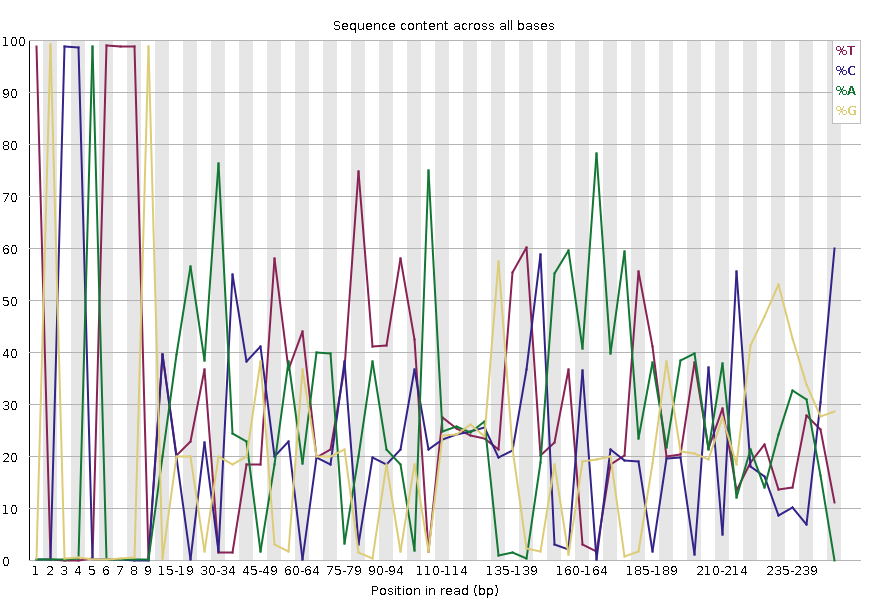 Sequence content across all bases
%T
%C
%A
%G
100
90
80
70
60
50
40
30
20
10
0
1 2 3 4 5 6 7 8 9 15-19 30-34 45-49 60-64 75-79 90-94 110-114 135-139 160-164 185-189 210-214 235-239
Position in read (bp)